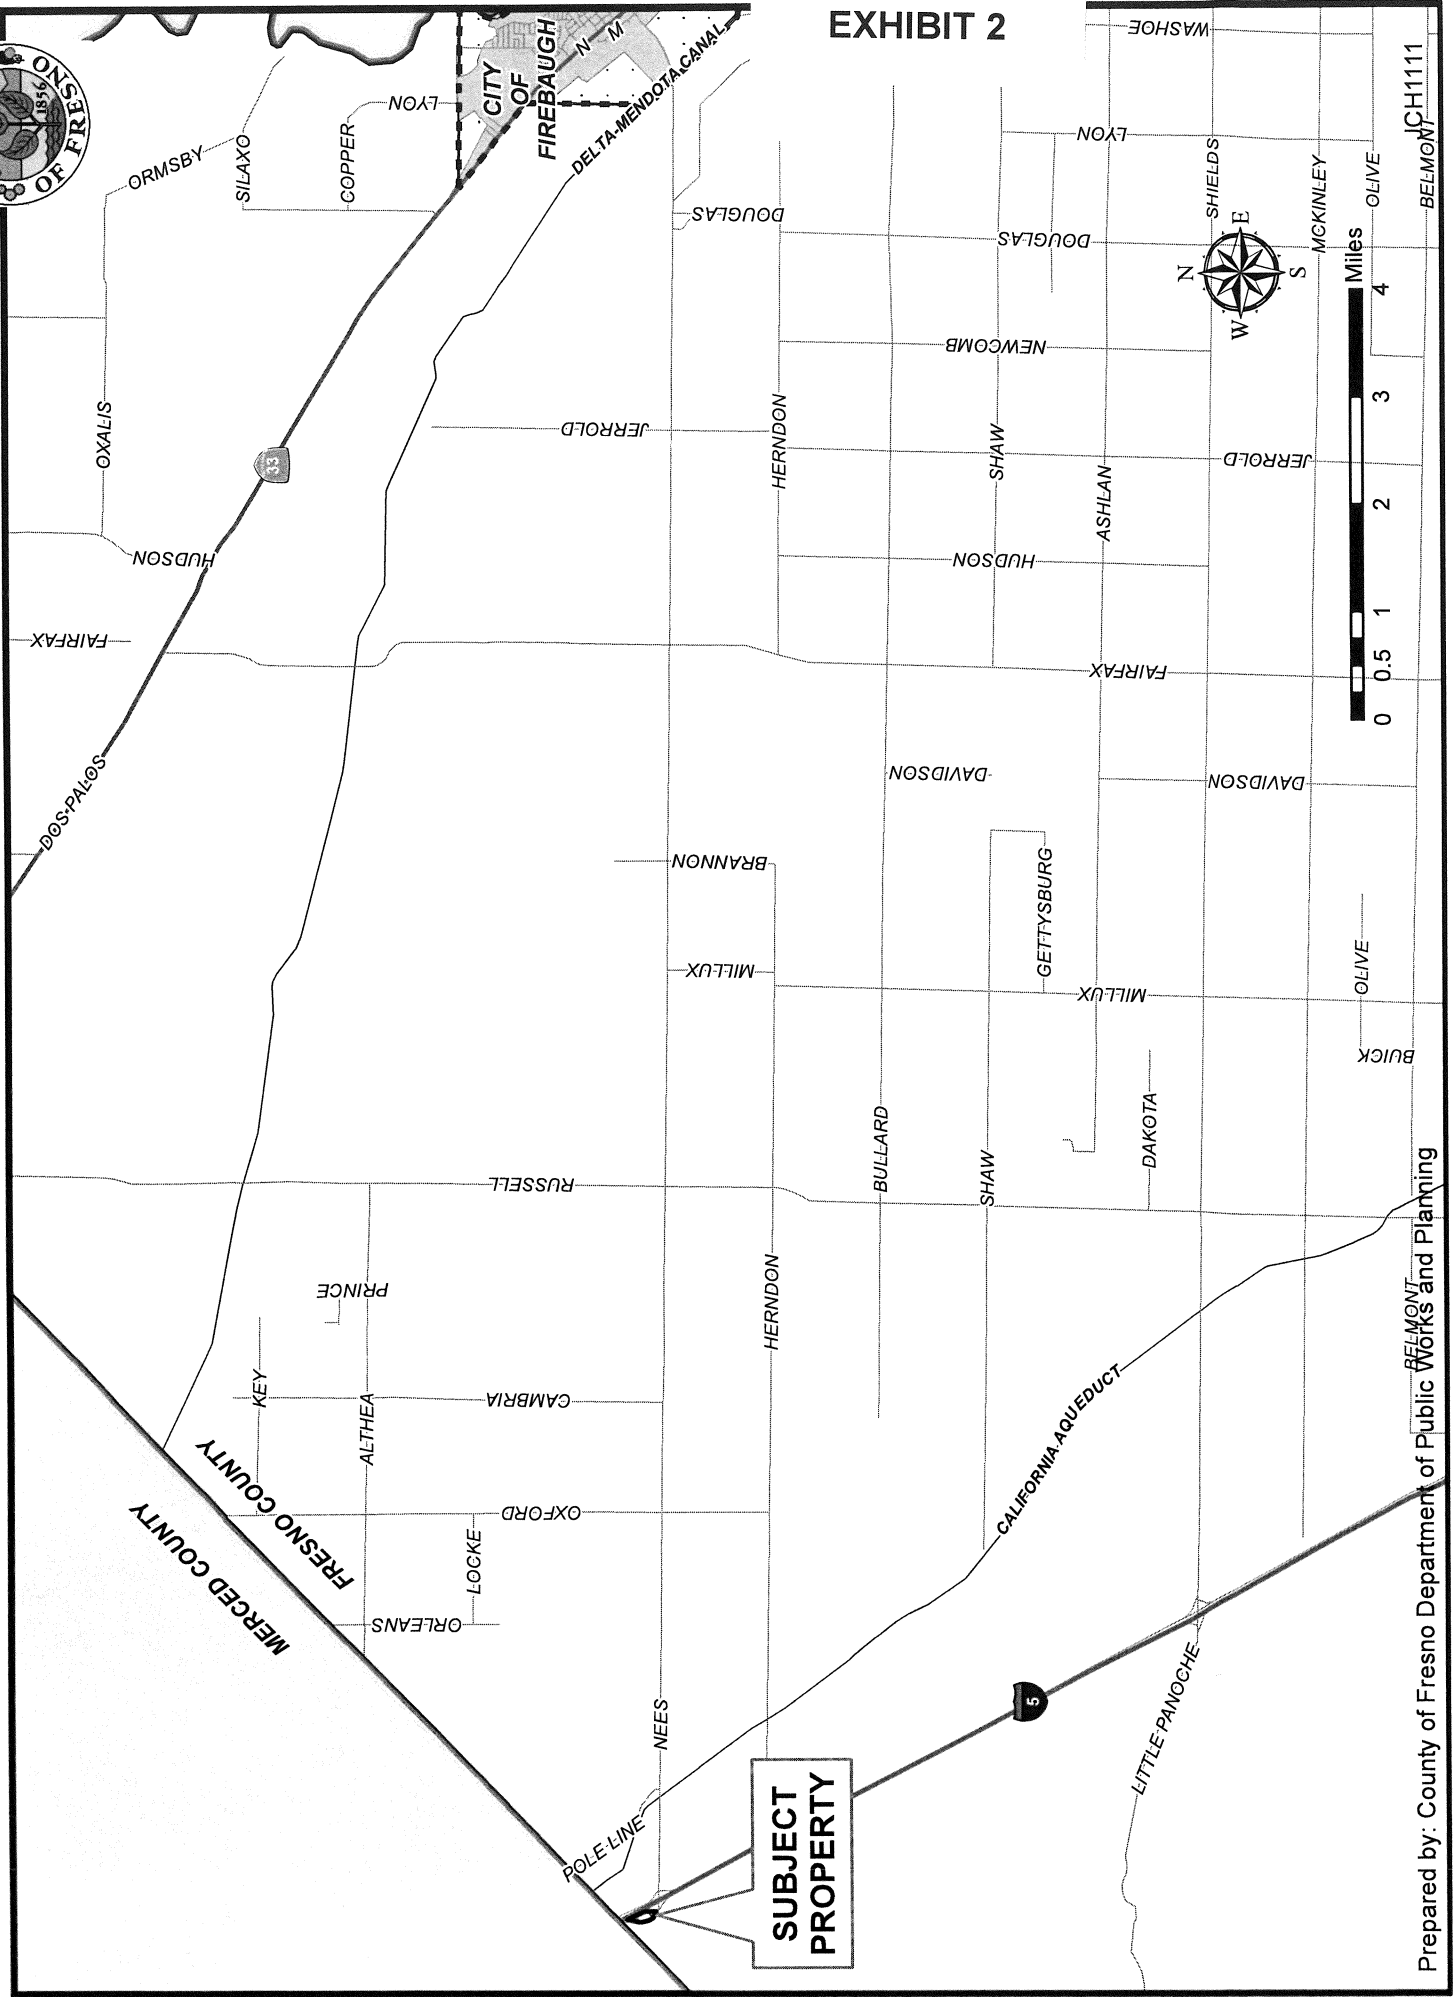 EXHIBIT 2
OF FRESNO
1856
CITY
OF
FIREBAUGH
N
M
DELTA-MENDOTA CANAL
WASHOE
JCH1111
ORMSBY
SILAXO
COPPER
LYON
LYON
SHIELDS
MCKINLEY
OLIVE
BELMONT
DOUGLAS
DOUGLAS
N
E
S
W
Miles
0 0.5 1 2 3 4
NEWCOMB
OXALIS
33
JERROLD
HERNDON
SHAW
ASHLAN
JERROLD
HUDSON
HUDSON
FAIRFAX
FAIRFAX
DOS PALOS
DAVIDSON
DAVIDSON
BRANNON
GETTYSBURG
MILLUX
MILLUX
OLIVE
BUICK
BULLARD
SHAW
DAKOTA
RUSSELL
PRINCE
HERNDON
BELMONT
KEY
ALTHEA
CAMBRIA
CALIFORNIA AQUEDUCT
FRESNO COUNTY
MERCED COUNTY
OXFORD
LOCKE
ORLEANS
NEES
5
LITTLE PANOCHE
POLE LINE
SUBJECT
PROPERTY
Prepared by: County of Fresno Department of Public Works and Planning